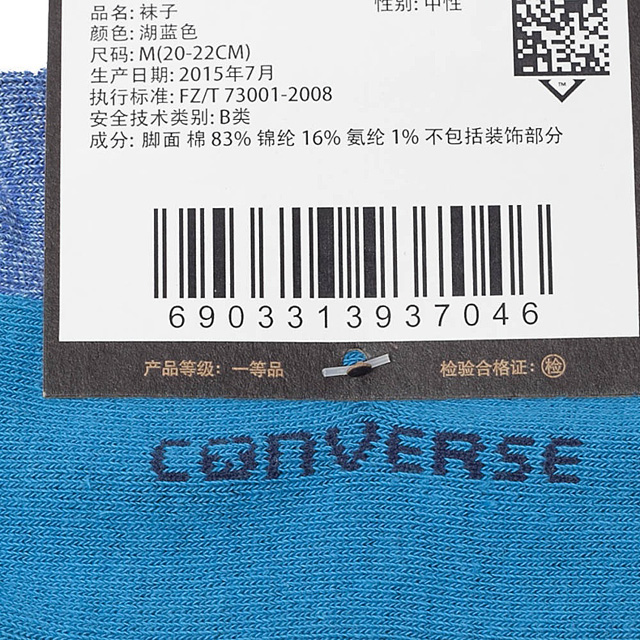 品名: 袜子
性别: 中性
颜色: 湖蓝色
尺码: M(20-22CM)
生产日期: 2015年7月
执行标准: FZ/T 73001-2008
安全技术类别: B类
成分: 脚面 棉 83% 锦纶 16% 氨纶 1% 不包括装饰部分
6903313937046
产品等级: 一等品
检验合格证: 检
CONVERSE